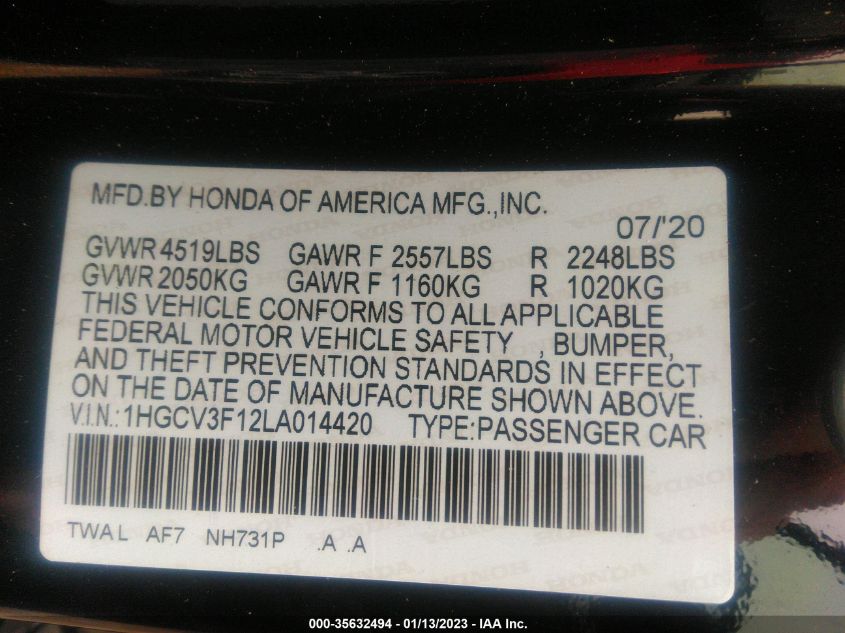 MFD.BY HONDA OF AMERICA MFG.,INC.
07/'20
GVWR 4519LBS GAWR F 2557LBS R 2248LBS
GVWR 2050KG GAWR F 1160KG R 1020KG
THIS VEHICLE CONFORMS TO ALL APPLICABLE
FEDERAL MOTOR VEHICLE SAFETY , BUMPER,
AND THEFT PREVENTION STANDARDS IN EFFECT
ON THE DATE OF MANUFACTURE SHOWN ABOVE.
V.I.N.:1HGCV3F12LA014420 TYPE:PASSENGER CAR
TWAL AF7 NH731P .A .A
000-35632494 - 01/13/2023 - IAA Inc.